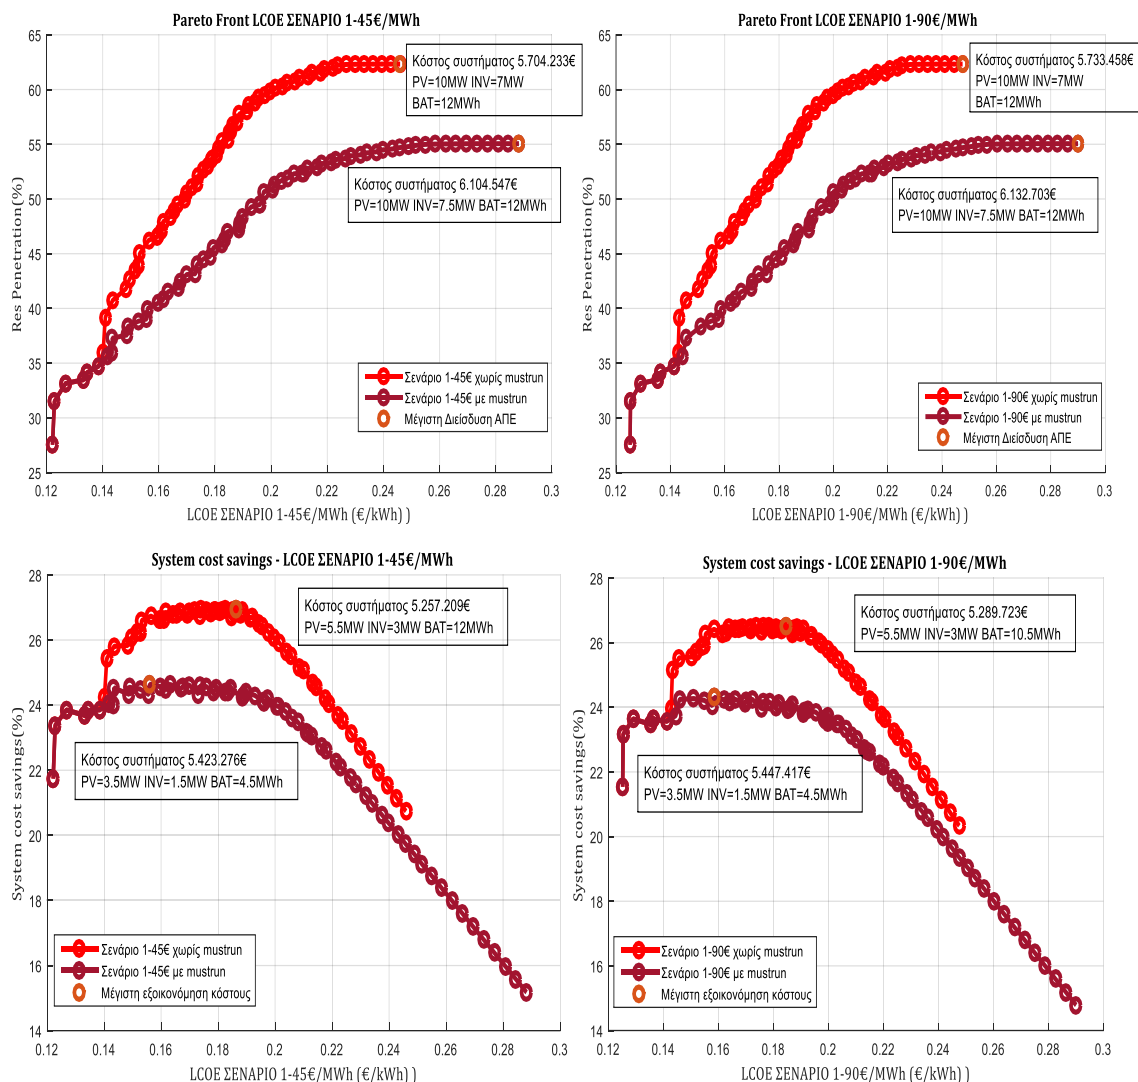 Pareto Front LCOE ΣΕΝΑΡΙΟ 1-45€/MWh
65
60
55
50
45
40
35
30
25
Res Penetration(%)
Κόστος συστήματος 5.704.233€
PV=10MW INV=7MW
BAT=12MWh
Κόστος συστήματος 6.104.547€
PV=10MW INV=7.5MW BAT=12MWh
Σενάριο 1-45€ χωρίς mustrun
Σενάριο 1-45€ με mustrun
Μέγιστη Διείσδυση ΑΠΕ
0.12 0.14 0.16 0.18 0.2 0.22 0.24 0.26 0.28 0.3
LCOE ΣΕΝΑΡΙΟ 1-45€/MWh (€/kWh) )
Pareto Front LCOE ΣΕΝΑΡΙΟ 1-90€/MWh
65
60
55
50
45
40
35
30
25
Res Penetration(%)
Κόστος συστήματος 5.733.458€
PV=10MW INV=7MW
BAT=12MWh
Κόστος συστήματος 6.132.703€
PV=10MW INV=7.5MW BAT=12MWh
Σενάριο 1-90€ χωρίς mustrun
Σενάριο 1-90€ με mustrun
Μέγιστη Διείσδυση ΑΠΕ
0.12 0.14 0.16 0.18 0.2 0.22 0.24 0.26 0.28 0.3
LCOE ΣΕΝΑΡΙΟ 1-90€/MWh (€/kWh) )
System cost savings - LCOE ΣΕΝΑΡΙΟ 1-45€/MWh
28
26
24
22
20
18
16
14
System cost savings(%)
Κόστος συστήματος 5.257.209€
PV=5.5MW INV=3MW BAT=12MWh
Κόστος συστήματος 5.423.276€
PV=3.5MW INV=1.5MW BAT=4.5MWh
Σενάριο 1-45€ χωρίς mustrun
Σενάριο 1-45€ με mustrun
Μέγιστη εξοικονόμηση κόστους
0.12 0.14 0.16 0.18 0.2 0.22 0.24 0.26 0.28 0.3
LCOE ΣΕΝΑΡΙΟ 1-45€/MWh (€/kWh) )
System cost savings - LCOE ΣΕΝΑΡΙΟ 1-90€/MWh
28
26
24
22
20
18
16
14
System cost savings(%)
Κόστος συστήματος 5.289.723€
PV=5.5MW INV=3MW BAT=10.5MWh
Κόστος συστήματος 5.447.417€
PV=3.5MW INV=1.5MW BAT=4.5MWh
Σενάριο 1-90€ χωρίς mustrun
Σενάριο 1-90€ με mustrun
Μέγιστη εξοικονόμηση κόστους
0.12 0.14 0.16 0.18 0.2 0.22 0.24 0.26 0.28 0.3
LCOE ΣΕΝΑΡΙΟ 1-90€/MWh (€/kWh) )